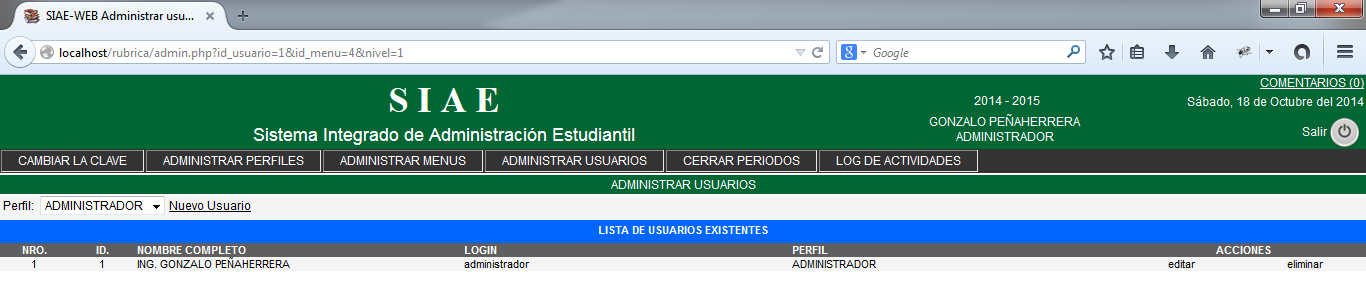 SIAE-WEB Administrar usu...
localhost/rubrica/admin.php?id_usuario=1&id_menu=4&nivel=1
Google
COMENTARIOS (0)
SIAE
2014 - 2015
Sábado, 18 de Octubre del 2014
Sistema Integrado de Administración Estudiantil
GONZALO PEÑAHERRERA
ADMINISTRADOR
Salir
CAMBIAR LA CLAVE ADMINISTRAR PERFILES ADMINISTRAR MENUS ADMINISTRAR USUARIOS CERRAR PERIODOS LOG DE ACTIVIDADES
ADMINISTRAR USUARIOS
Perfil: ADMINISTRADOR Nuevo Usuario
LISTA DE USUARIOS EXISTENTES
NRO. ID. NOMBRE COMPLETO LOGIN PERFIL ACCIONES
1 1 ING. GONZALO PEÑAHERRERA administrador ADMINISTRADOR editar eliminar